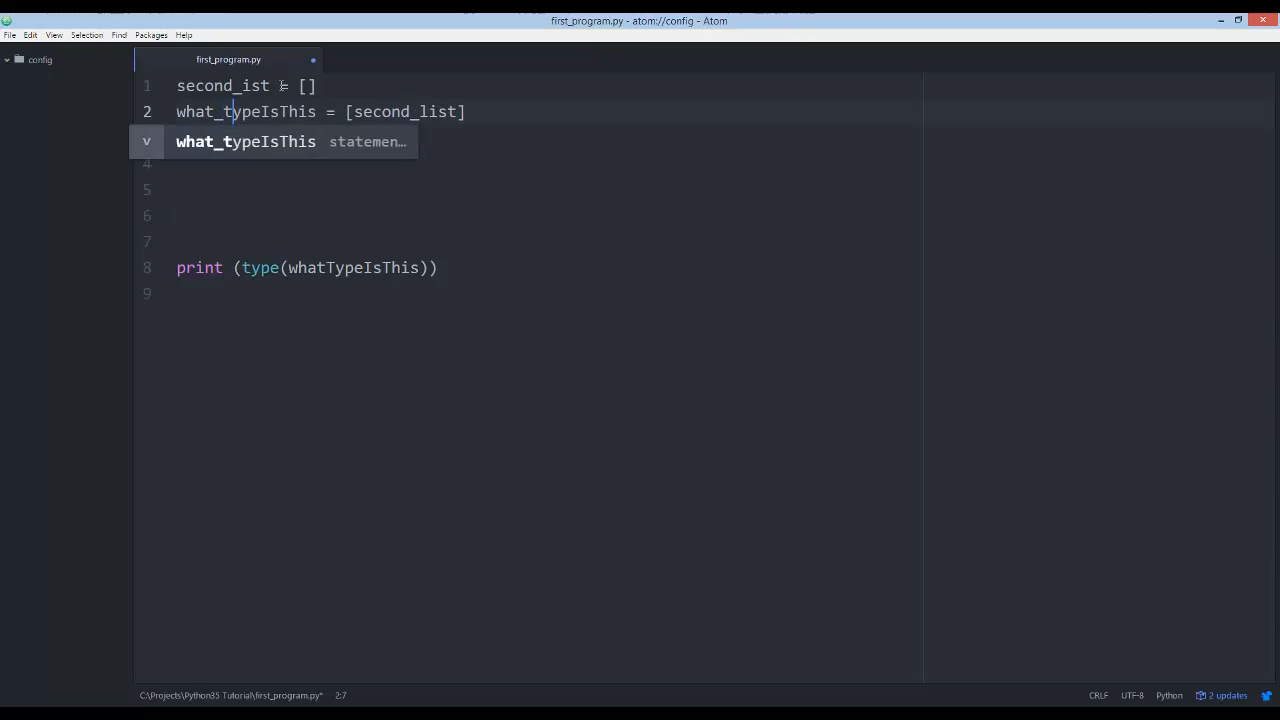 first_program.py - atom://config - Atom
File Edit View Selection Find Packages Help
config
first_program.py
1 second_ist = []
2 what_typeIsThis = [second_list]
v what_typeIsThis statemen…
4
5
6
7
8 print (type(whatTypeIsThis))
9
C:\Projects\Python35 Tutorial\first_program.py* 2:7 CRLF UTF-8 Python 2 updates